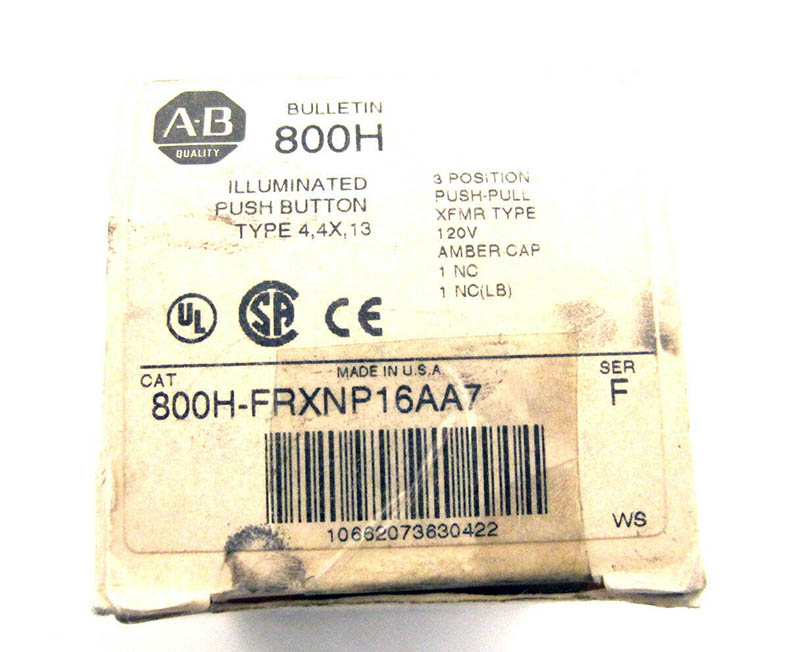 A-B
QUALITY
BULLETIN
800H
ILLUMINATED
PUSH BUTTON
TYPE 4,4X,13
3 POSITION
PUSH-PULL
XFMR TYPE
120V
AMBER CAP
1 NC
1 NC(LB)
UL
SA
CE
MADE IN U.S.A.
CAT
800H-FRXNP16AA7
SER
F
10662073630422
WS